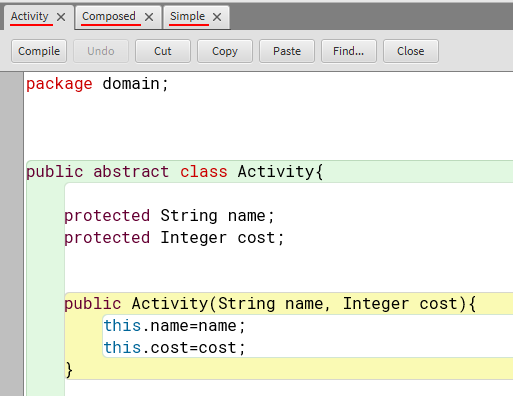 Activity Composed Simple
Compile Undo Cut Copy Paste Find... Close
package domain;
public abstract class Activity{
protected String name;
protected Integer cost;
public Activity(String name, Integer cost){
this.name=name;
this.cost=cost;
}